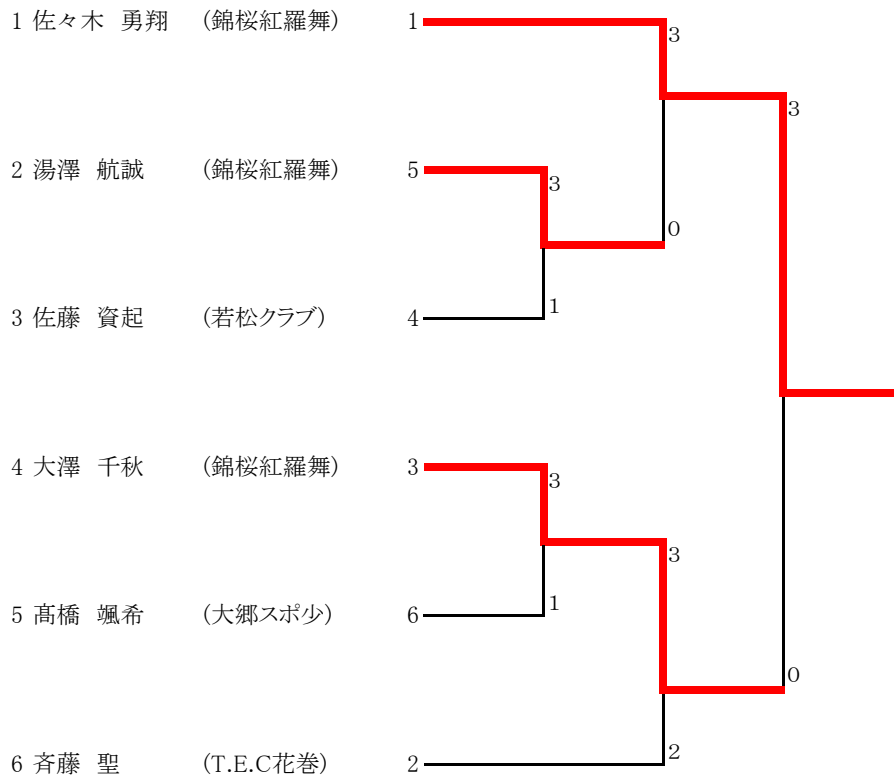 1 佐々木 勇翔 (錦桜紅羅舞) 1
3
3
2 湯澤 航誠 (錦桜紅羅舞) 5
3
0
1
3 佐藤 資起 (若松クラブ) 4
4 大澤 千秋 (錦桜紅羅舞) 3
3
3
1
5 髙橋 颯希 (大郷スポ少) 6
0
2
6 斉藤 聖 (T.E.C花巻) 2